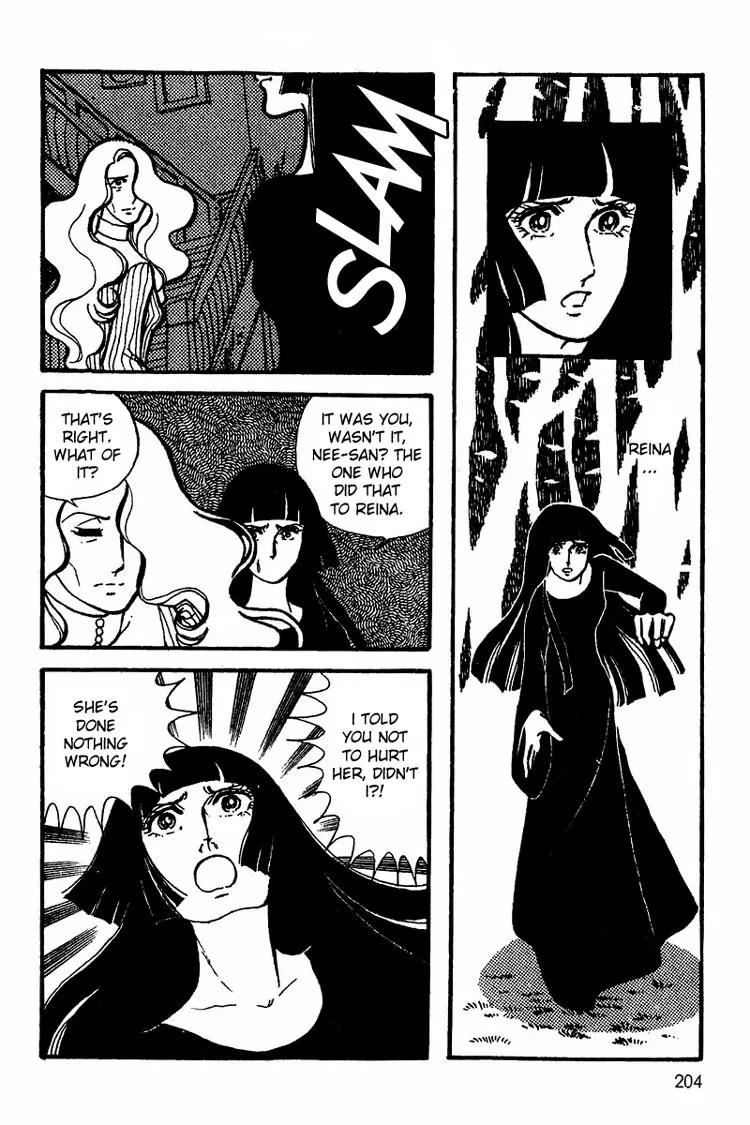 REINA
...
SLAM
IT WAS YOU,
WASN'T IT,
NEE-SAN? THE
ONE WHO
DID THAT
TO REINA.
THAT'S
RIGHT.
WHAT OF
IT?
I TOLD
YOU NOT
TO HURT
HER, DIDN'T
I?!
SHE'S
DONE
NOTHING
WRONG!
204